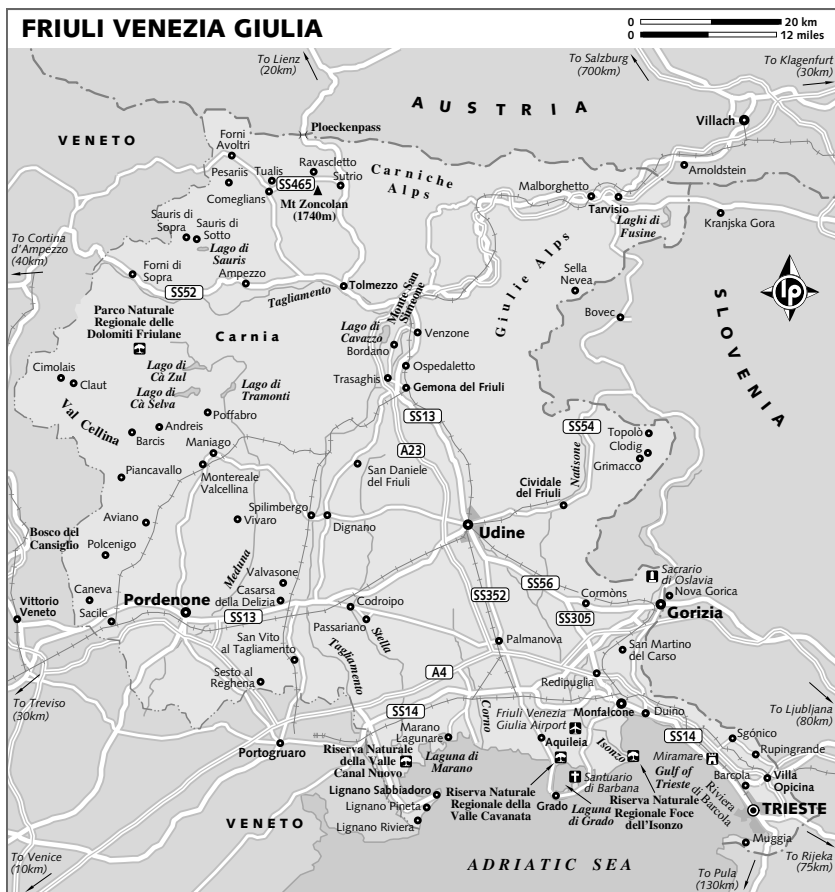 FRIULI VENEZIA GIULIA
0 20 km
0 12 miles
To Lienz
(20km)
To Salzburg
(700km)
To Klagenfurt
(30km)
AUSTRIA
Villach
VENETO
Ploeckenpass
Forni
Avoltri
Ravascletto
Tualis
Pesariis
SS465
Sutrio
Comeglians
Mt Zoncolan
(1740m)
Carniche
Alps
Arnoldstein
Malborghetto
Tarvisio
Laghi di
Fusine
Kranjska Gora
Sauris di
Sopra
Sauris di
Sotto
Lago di
Sauris
To Cortina
d'Ampezzo
(40km)
Forni di
Sopra
Ampezzo
SS52
Tagliamento
Tolmezzo
Monte San
Simeone
Giulie Alps
Sella
Nevea
Bovec
lp
SLOVENIA
Parco Naturale
Regionale delle
Dolomiti Friulane
Carnia
Lago di
Cavazzo
Venzone
Bordano
Ospedaletto
Trasaghis
Gemona del Friuli
Cimolais
Claut
Lago di
Cà Zul
Lago di
Cà Selva
Lago di
Tramonti
Val Cellina
Poffabro
Andreis
Barcis
Maniago
SS13
SS54
A23
Topolò
Clodig
Grimacco
Natisone
Piancavallo
Montereale
Valcellina
San Daniele
del Friuli
Cividale
del Friuli
Spilimbergo
Aviano
Vivaro
Dignano
Udine
Bosco del
Cansiglio
Polcenigo
Meduna
Valvasone
Casarsa
della Delizia
SS352
SS56
Sacrario
di Oslavia
Nova Gorica
Caneva
Vittorio
Veneto
Sacile
Pordenone
SS13
Codroipo
Passariano
Stella
Cormòns
SS305
Gorizia
San Vito
al Tagliamento
Tagliamento
Palmanova
San Martino
del Carso
Sesto al
Reghena
A4
Redipuglia
To Treviso
(30km)
SS14
Corno
Monfalcone
Duino
To Ljubljana
(80km)
Portogruaro
Marano
Lagunare
Friuli Venezia
Giulia Airport
Aquileia
Isonzo
SS14
Sgónico
Miramare
Rupingrande
Riserva Naturale
della Valle
Canal Nuovo
Laguna di
Marano
Gulf of
Trieste
Barcola
Villa
Opicina
Lignano Sabbiadoro
Riserva Naturale
Regionale della
Valle Cavanata
Santuario
di Barbana
Grado
Laguna
di Grado
Riserva Naturale
Regionale Foce
dell'Isonzo
Riviera
di Barcola
TRIESTE
Lignano Pineta
Lignano Riviera
VENETO
Muggia
To Venice
(10km)
ADRIATIC SEA
To Pula
(130km)
To Rijeka
(75km)